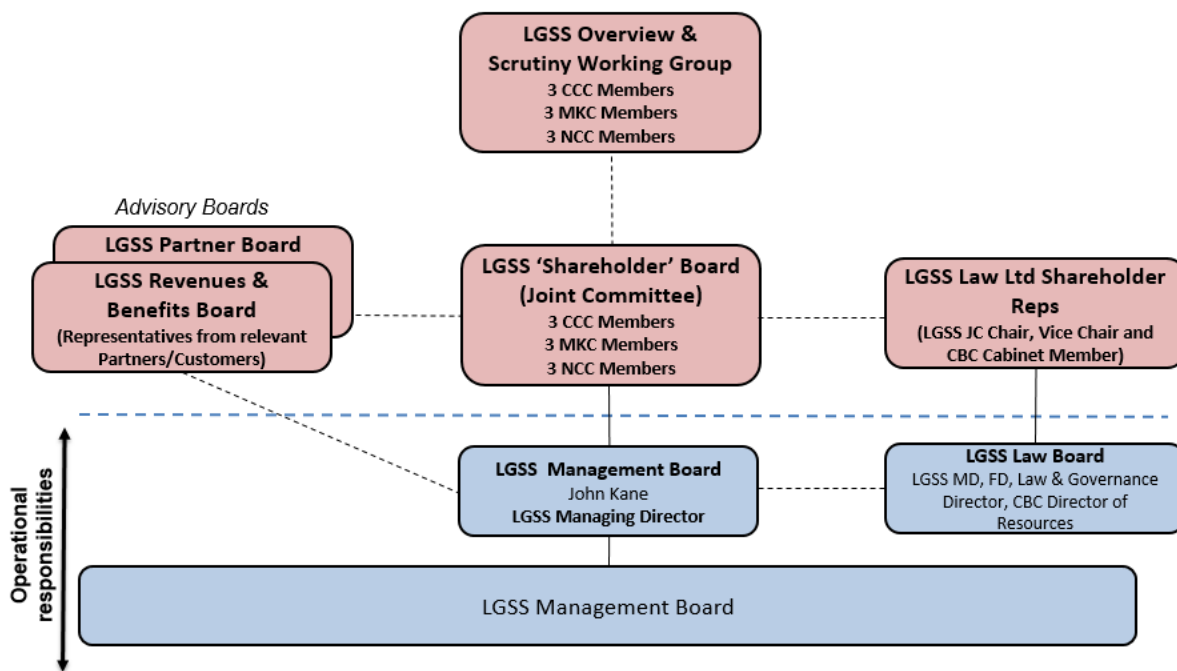 LGSS Overview &
Scrutiny Working Group
3 CCC Members
3 MKC Members
3 NCC Members
Advisory Boards
LGSS Partner Board
LGSS Revenues &
Benefits Board
(Representatives from relevant
Partners/Customers)
LGSS ‘Shareholder’ Board
(Joint Committee)
3 CCC Members
3 MKC Members
3 NCC Members
LGSS Law Ltd Shareholder
Reps
(LGSS JC Chair, Vice Chair and
CBC Cabinet Member)
Operational
responsibilities
LGSS Management Board
John Kane
LGSS Managing Director
LGSS Law Board
LGSS MD, FD, Law & Governance
Director, CBC Director of
Resources
LGSS Management Board